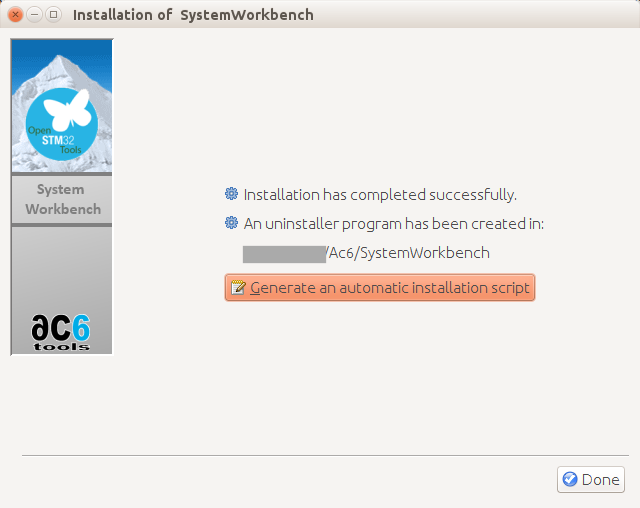 Installation of SystemWorkbench
Open
STM32
Tools
System
Workbench
ac6
tools
Installation has completed successfully.
An uninstaller program has been created in:
/Ac6/SystemWorkbench
Generate an automatic installation script
Done